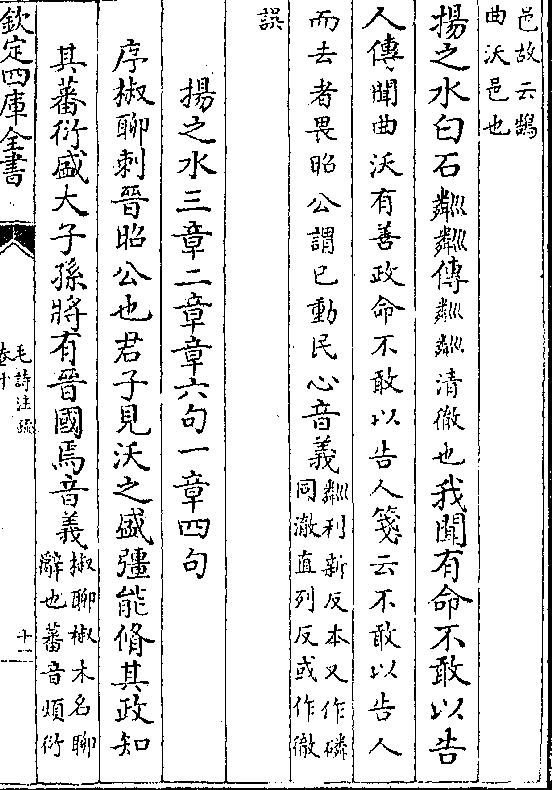 邑故云鵠
曲沃邑也
揚之水白石粼粼傳粼粼清徹也我聞有命不敢以告
人傳聞曲沃有善政命不敢以告人箋云不敢以告人
而去者畏昭公謂已動民心音義粼利新反本又作磷
同澈直列反或作徹
誤
揚之水三章二章章六句一章四句
序椒聊刺晉昭公也君子見沃之盛彊能脩其政知
其蕃衍盛大子孫將有晉國焉音義椒聊椒木名聊
辭也蕃音煩衍
欽定四庫全書
毛詩注疏
卷十
十一